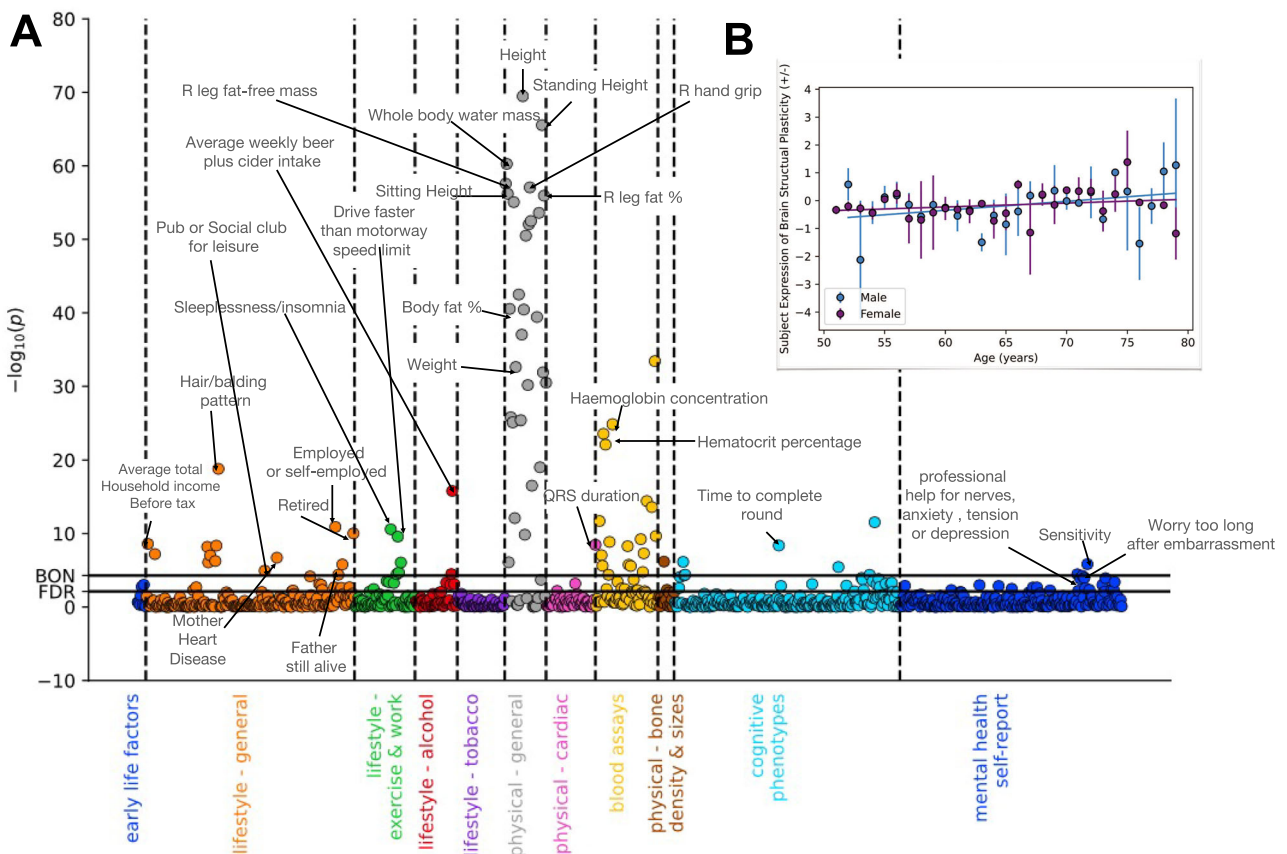 A
B
80
70
60
50
40
30
20
10
BON
FDR
0
−10
−log10(p)
Height
Standing Height
R leg fat-free mass
R hand grip
Whole body water mass
Average weekly beer
plus cider intake
Sitting Height
R leg fat %
Drive faster
than motorway
speed limit
Pub or Social club
for leisure
Sleeplessness/insomnia
Body fat %
Weight
Hair/balding
pattern
Haemoglobin concentration
Hematocrit percentage
Employed
or self-employed
Average total
Household income
Before tax
Retired
QRS duration
Time to complete
round
professional
help for nerves,
anxiety , tension
or depression
Sensitivity
Worry too long
after embarrassment
Mother
Heart
Disease
Father
still alive
early life factors
lifestyle - general
lifestyle -
exercise & work
lifestyle - alcohol
lifestyle - tobacco
physical - general
physical - cardiac
blood assays
physical - bone
density & sizes
cognitive
phenotypes
mental health
self-report
Subject Expression of Brain Structual Plasticity (+/-)
4
3
2
1
0
−1
−2
−3
−4
Male
Female
50
55
60
65
70
75
80
Age (years)